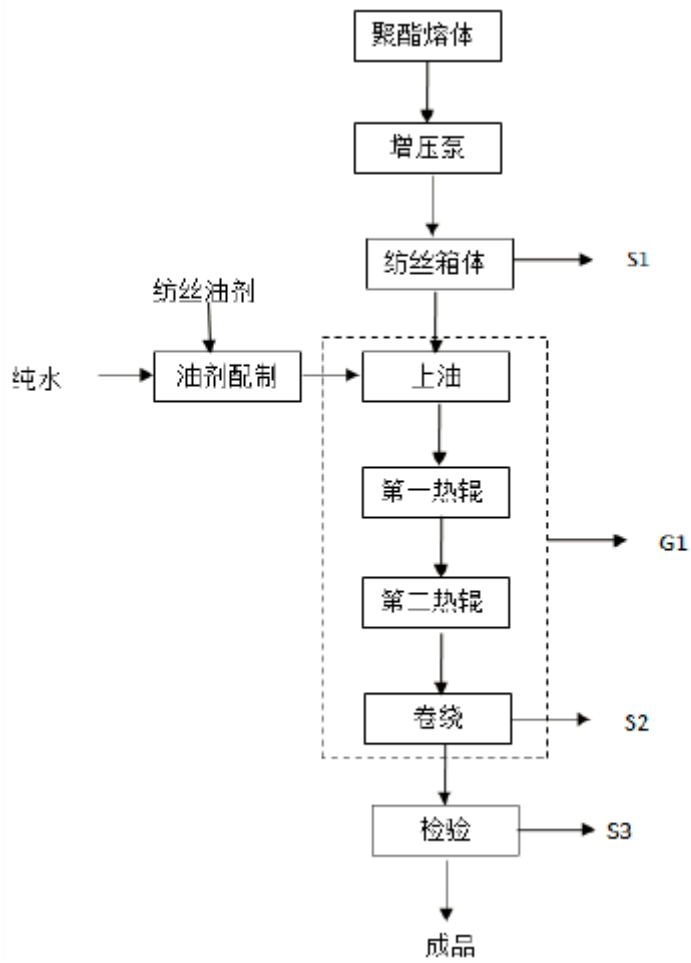 聚酯熔体
增压泵
纺丝箱体
S1
纺丝油剂
纯水
油剂配制
上油
第一热辊
G1
第二热辊
卷绕
S2
检验
S3
成品